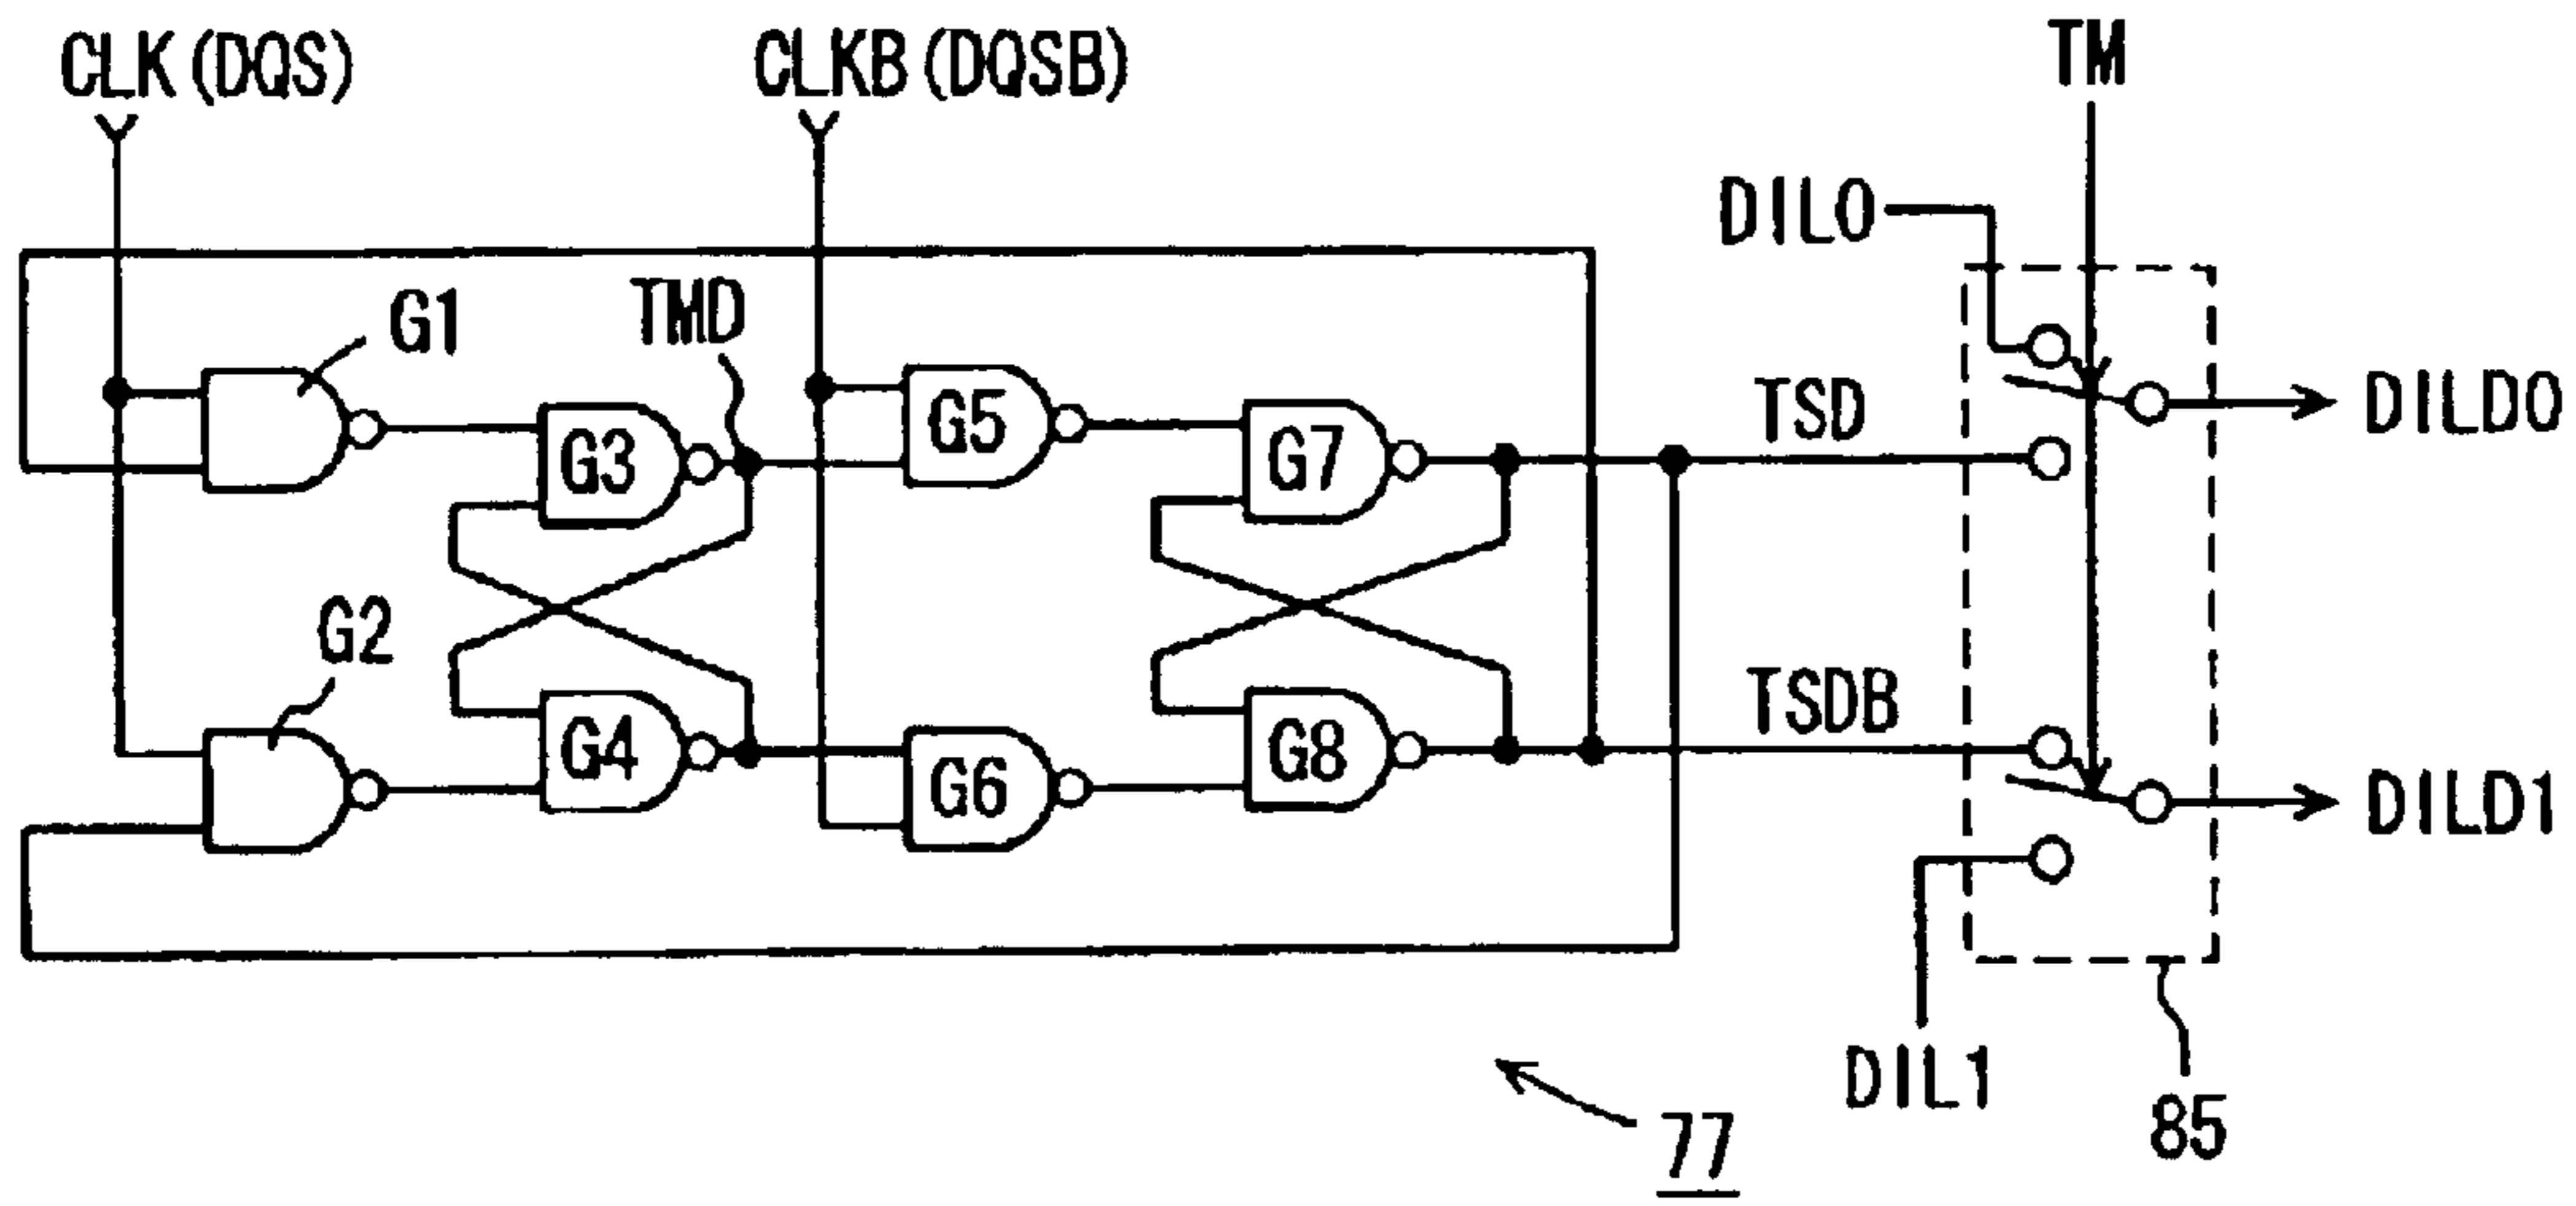 CLK(DQS)
CLKB(DQSB)
TM
DIL0
G1
TMD
G5
TSD
DILD0
G3
G7
G2
TSDB
G4
G6
G8
DILD1
DIL1
77
85